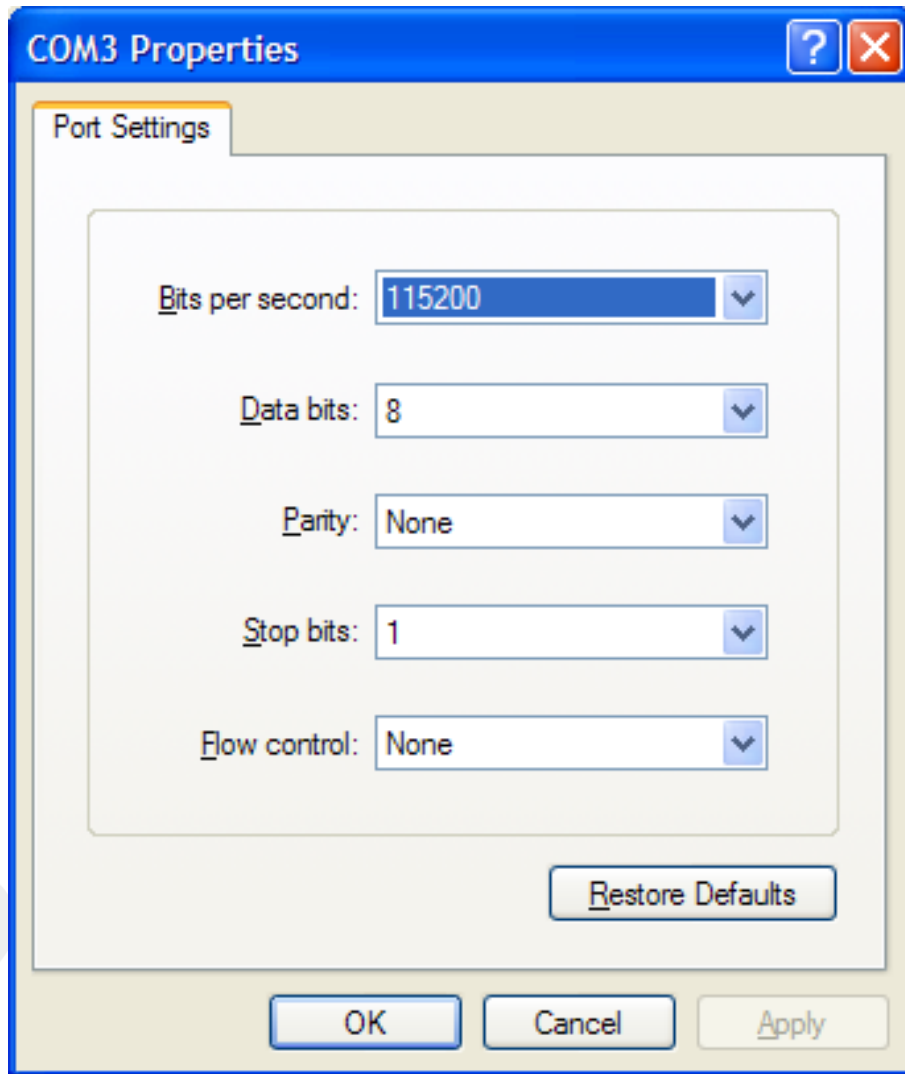 COM3 Properties
Port Settings
Bits per second: 115200
Data bits: 8
Parity: None
Stop bits: 1
Flow control: None
Restore Defaults
OK Cancel Apply